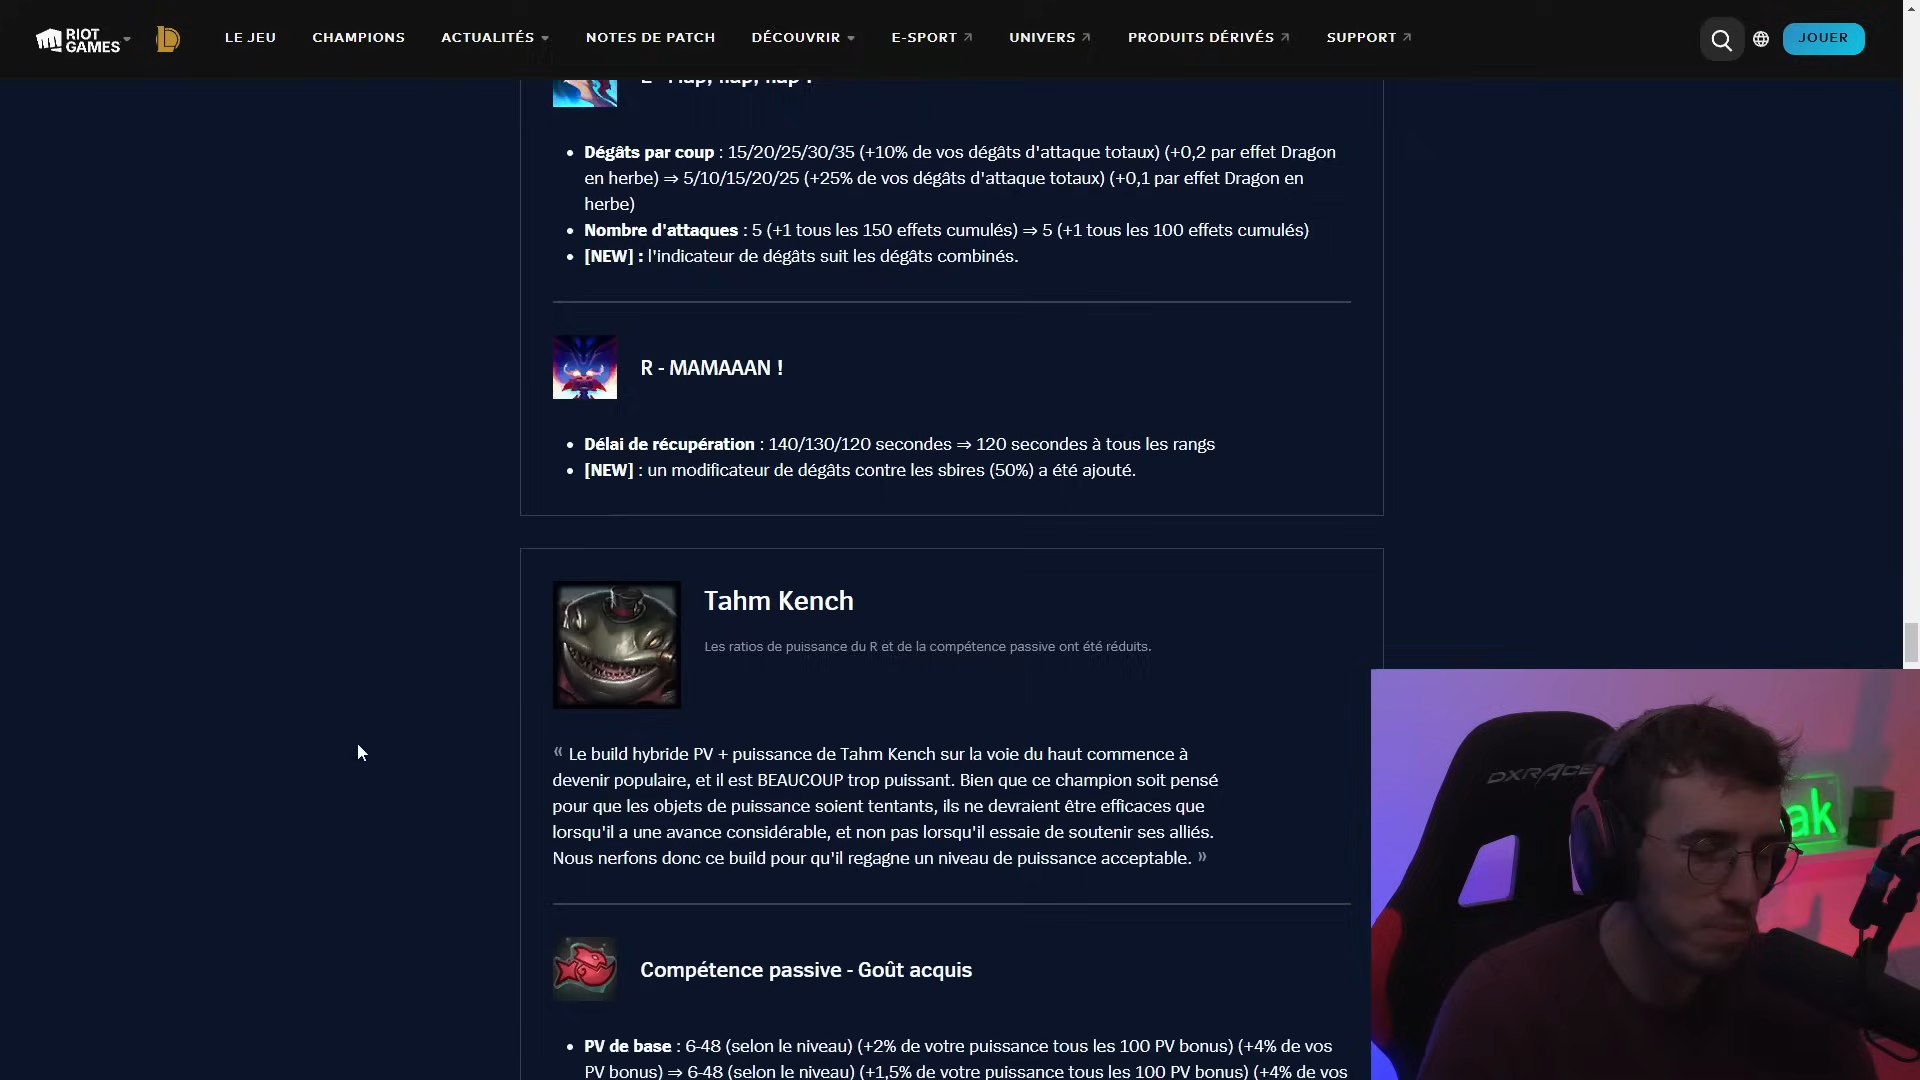 RIOT GAMES LE JEU CHAMPIONS ACTUALITÉS NOTES DE PATCH DÉCOUVRIR E-SPORT UNIVERS PRODUITS DÉRIVÉS SUPPORT JOUER
Dégâts par coup : 15/20/25/30/35 (+10% de vos dégâts d'attaque totaux) (+0,2 par effet Dragon
en herbe) ⇒ 5/10/15/20/25 (+25% de vos dégâts d'attaque totaux) (+0,1 par effet Dragon en
herbe)
Nombre d'attaques : 5 (+1 tous les 150 effets cumulés) ⇒ 5 (+1 tous les 100 effets cumulés)
[NEW] : l'indicateur de dégâts suit les dégâts combinés.
R - MAMAAAN !
Délai de récupération : 140/130/120 secondes ⇒ 120 secondes à tous les rangs
[NEW] : un modificateur de dégâts contre les sbires (50%) a été ajouté.
Tahm Kench
Les ratios de puissance du R et de la compétence passive ont été réduits.
« Le build hybride PV + puissance de Tahm Kench sur la voie du haut commence à
devenir populaire, et il est BEAUCOUP trop puissant. Bien que ce champion soit pensé
pour que les objets de puissance soient tentants, ils ne devraient être efficaces que
lorsqu'il a une avance considérable, et non pas lorsqu'il essaie de soutenir ses alliés.
Nous nerfons donc ce build pour qu'il regagne un niveau de puissance acceptable. »
Compétence passive - Goût acquis
PV de base : 6-48 (selon le niveau) (+2% de votre puissance tous les 100 PV bonus) (+4% de vos
PV bonus) ⇒ 6-48 (selon le niveau) (+1,5% de votre puissance tous les 100 PV bonus) (+4% de vos
DXRACER
ak